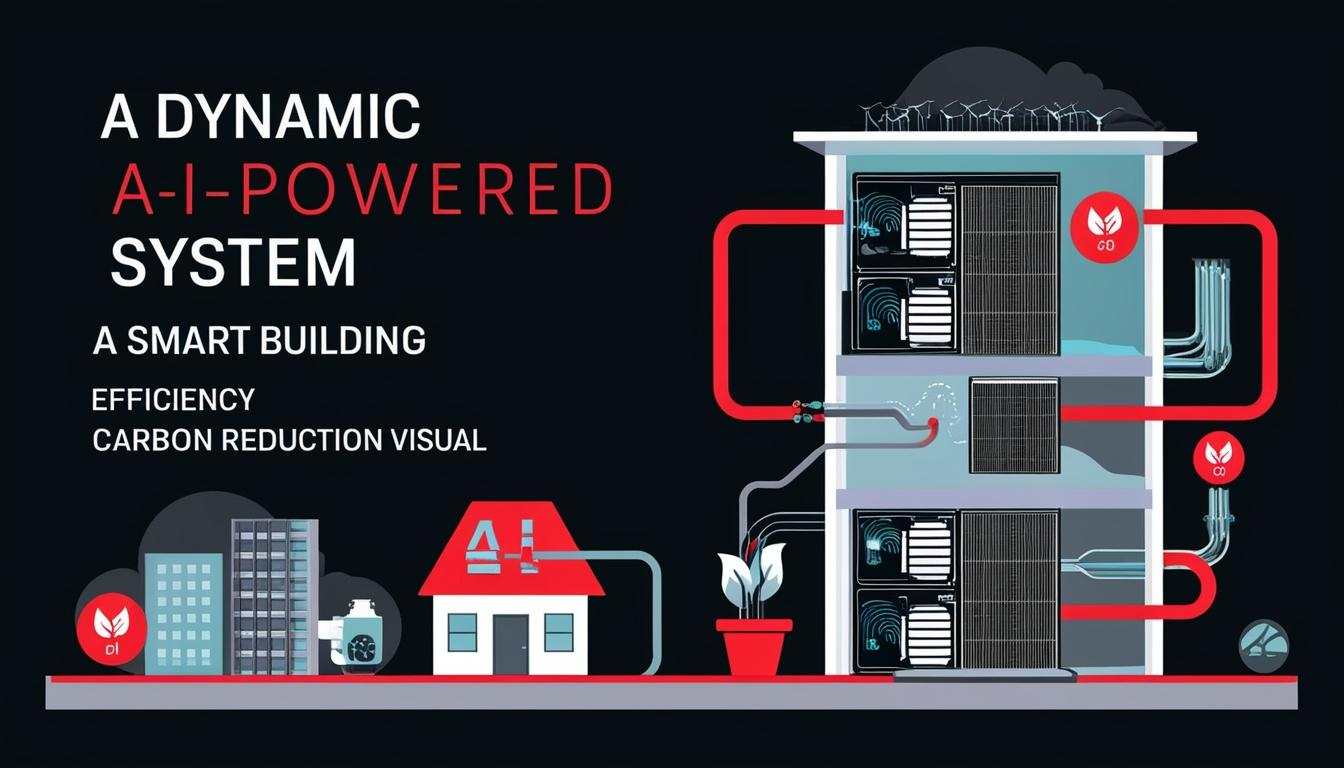 A DYNAMIC
A-I-POWERED
SYSTEM
A SMART BUILDING
EFFICIENCY
CARBON REDUCTION VISUAL
A-I